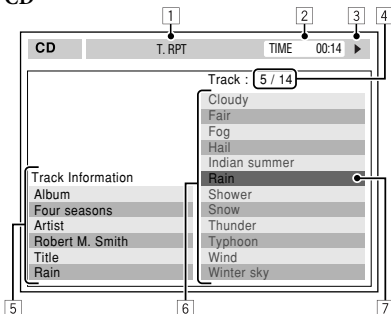 CD
1 2 3 4
CD T. RPT TIME 00:14
Track : 5 / 14
Cloudy
Fair
Fog
Hail
Indian summer
Track Information Rain
Album Shower
Four seasons Snow
Artist Thunder
Robert M. Smith Typhoon
Title Wind
Rain Winter sky
5 6 7